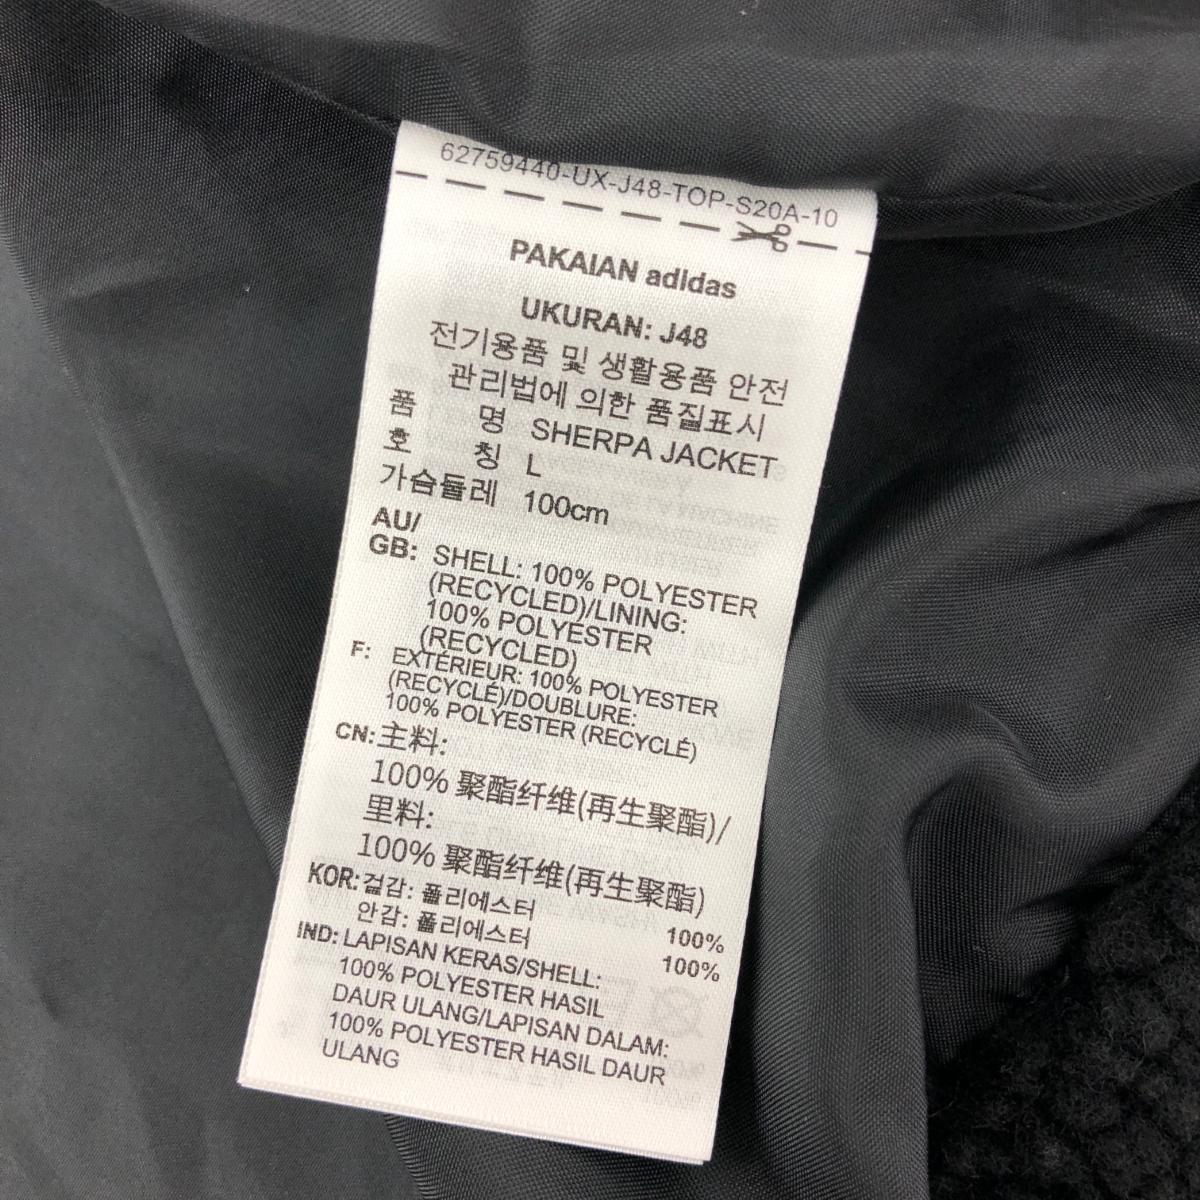 62759440-UX-J48-TOP-S20A-10
PAKAIAN adidas
UKURAN: J48
전기용품 및 생활용품 안전
관리법에 의한 품질표시
품 명 SHERPA JACKET
호 칭 L
가슴둘레 100cm
AU/
GB: SHELL: 100% POLYESTER
(RECYCLED)/LINING:
100% POLYESTER
(RECYCLED)
F: EXTÉRIEUR: 100% POLYESTER
(RECYCLÉ)/DOUBLURE:
100% POLYESTER (RECYCLÉ)
CN: 主料:
100% 聚酯纤维(再生聚酯)/
里料:
100% 聚酯纤维(再生聚酯)
KOR: 겉감: 폴리에스터 100%
안감: 폴리에스터 100%
IND: LAPISAN KERAS/SHELL:
100% POLYESTER HASIL
DAUR ULANG/LAPISAN DALAM:
100% POLYESTER HASIL DAUR
ULANG